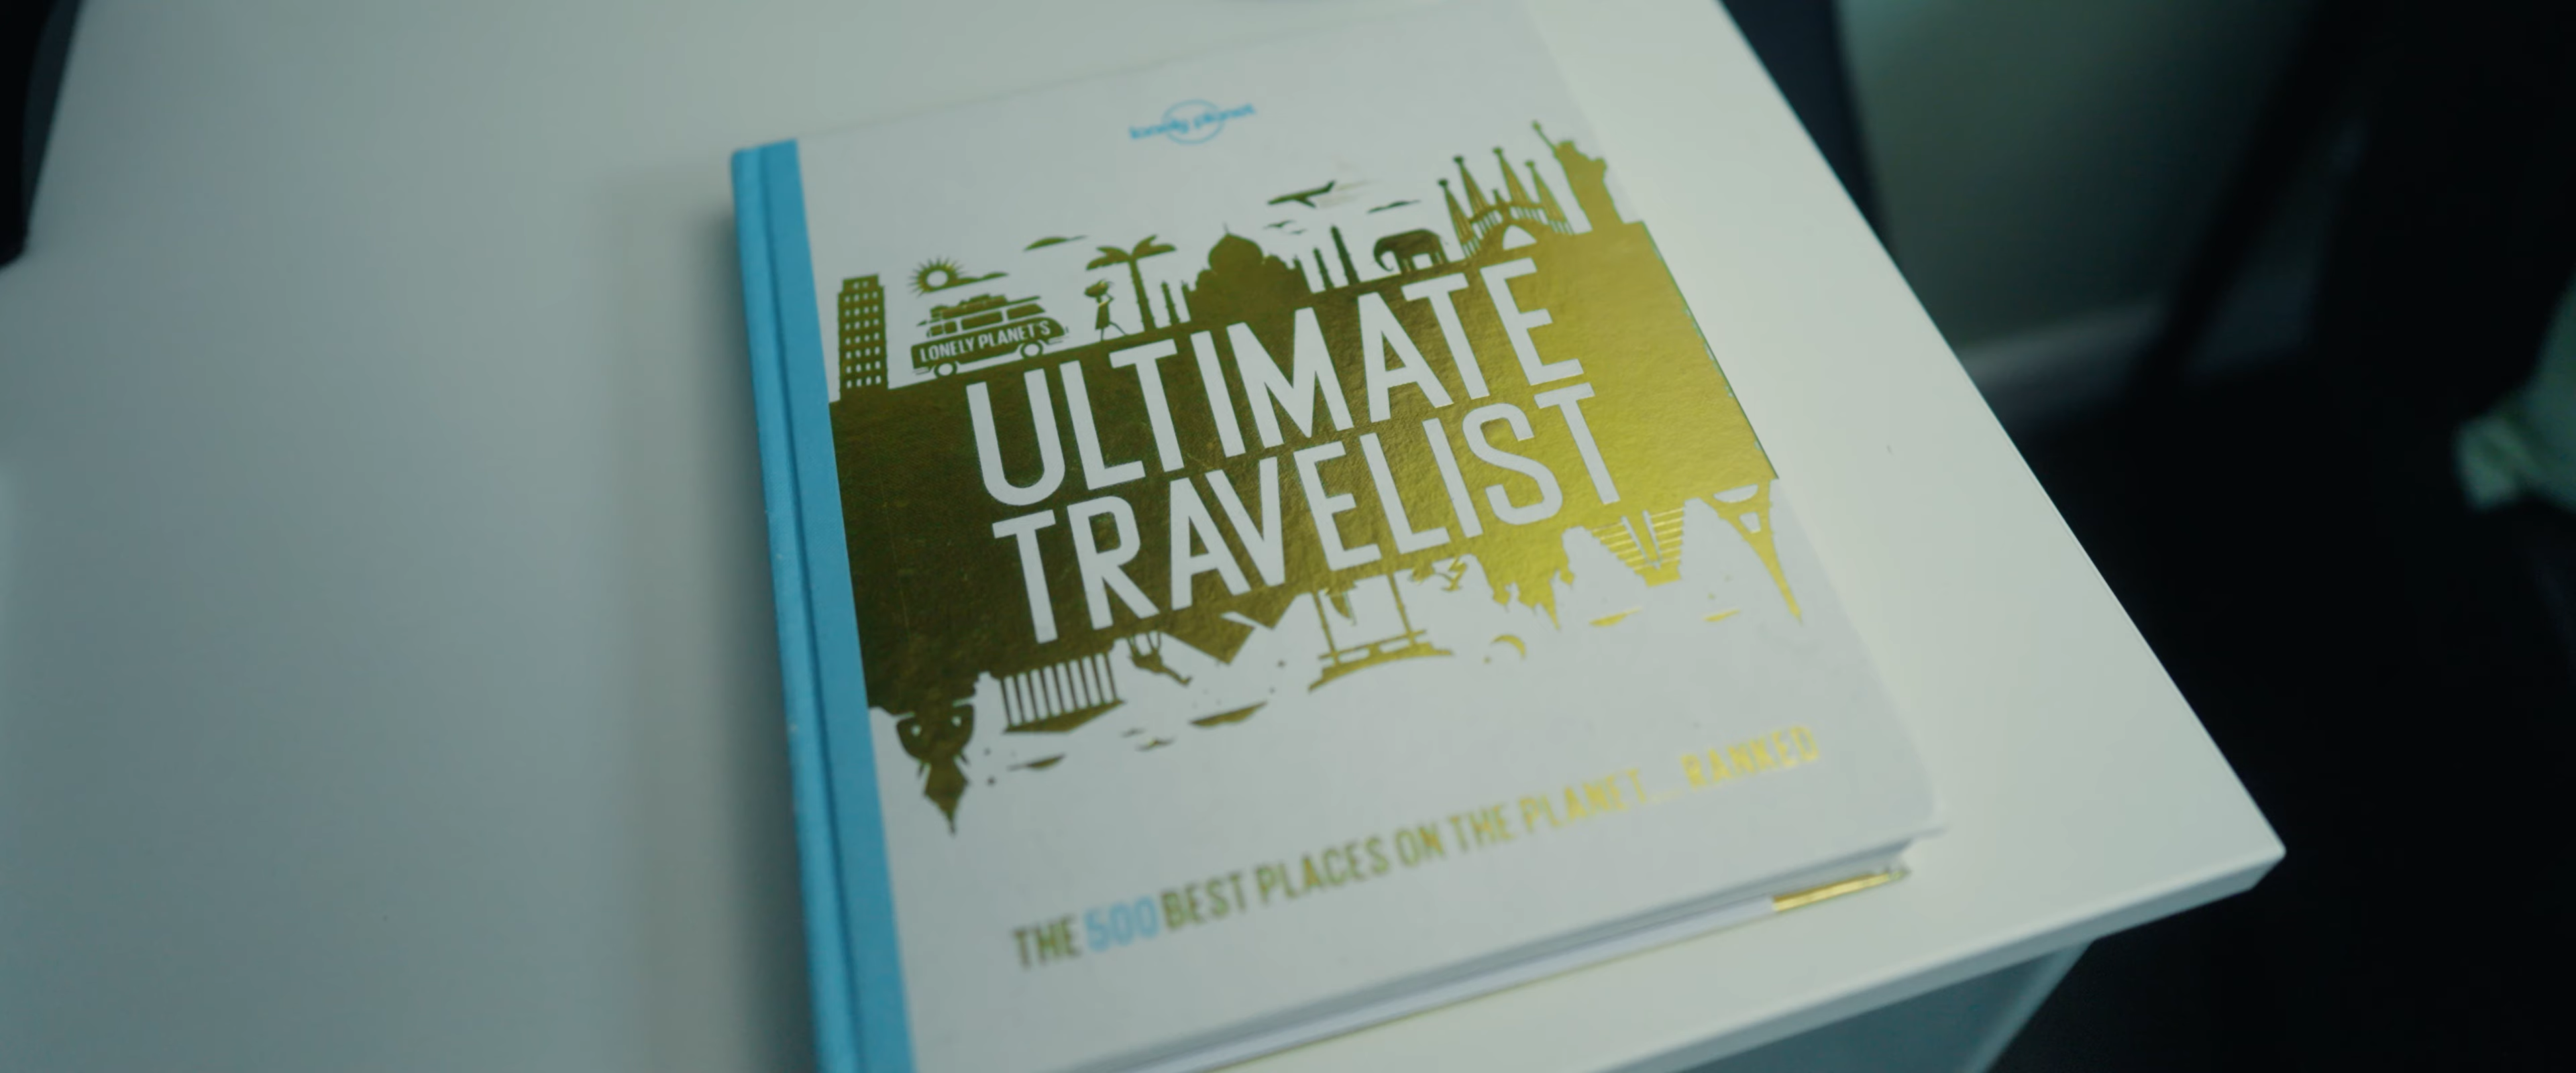 lonely planet
LONELY PLANET'S
ULTIMATE
TRAVELIST
THE 500 BEST PLACES ON THE PLANET... RANKED